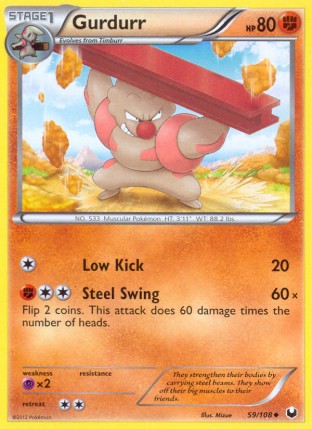 STAGE1 Gurdurr HP80
Evolves from Timburr
NO. 533 Muscular Pokémon HT. 3'11" WT. 88.2 lbs.
Low Kick 20
Steel Swing 60×
Flip 2 coins. This attack does 60 damage times the
number of heads.
weakness resistance
×2
retreat
They strengthen their bodies by
carrying steel beams. They show
off their big muscles to their
friends.
©2012 Pokémon Illus. Mizue 59/108